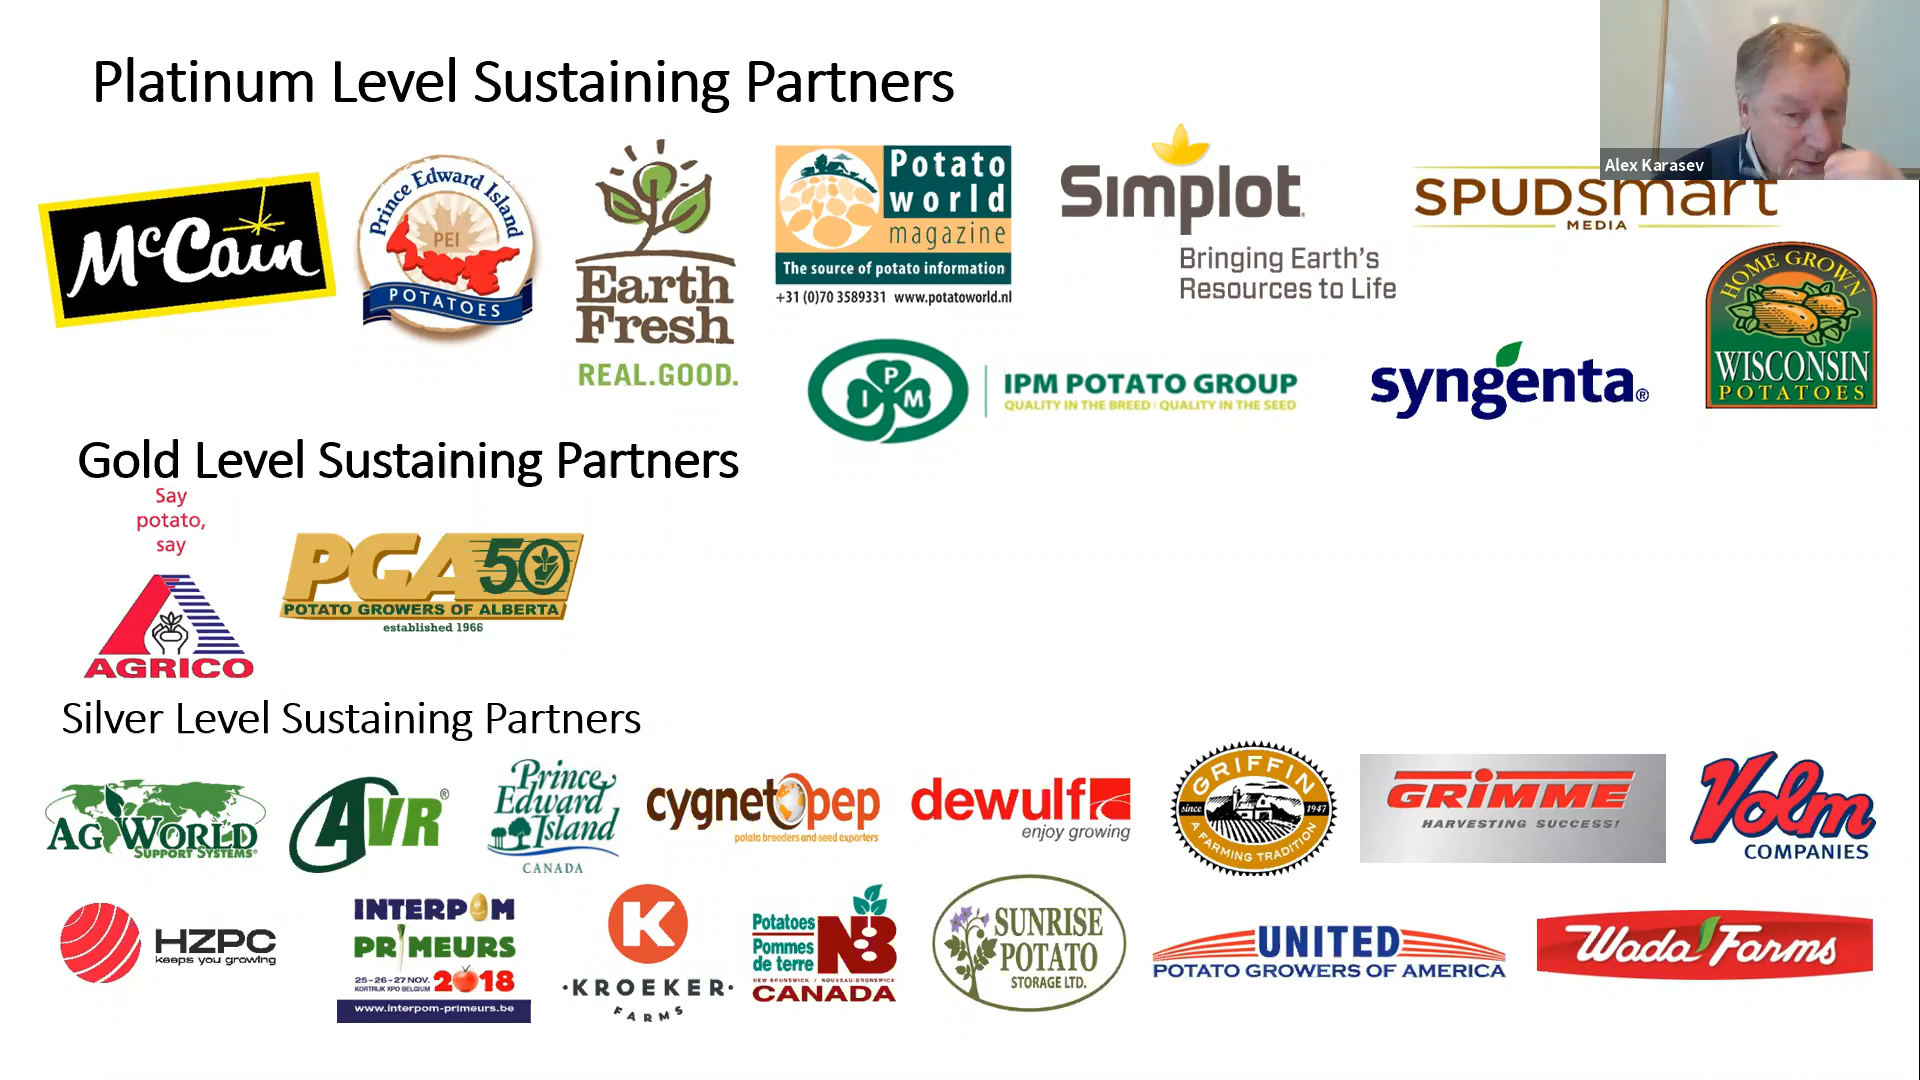 Platinum Level Sustaining Partners
Alex Karasev
McCain
Prince Edward Island
PEI
POTATOES
Earth
Fresh
REAL.GOOD.
Potato
world
magazine
The source of potato information
+31 (0)70 3589331 www.potatoworld.nl
Simplot
Bringing Earth's
Resources to Life
SPUDsmart
MEDIA
HOME GROWN
WISCONSIN
POTATOES
IPM
IPM POTATO GROUP
QUALITY IN THE BREED | QUALITY IN THE SEED
syngenta®
Gold Level Sustaining Partners
Say
potato,
say
AGRICO
PGA 50
POTATO GROWERS OF ALBERTA
established 1966
Silver Level Sustaining Partners
AG WORLD
SUPPORT SYSTEMS®
AVR®
Prince
Edward
Island
CANADA
cygnet pep
potato breeders and seed exporters
dewulf
enjoy growing
GRIFFIN
since 1947
A FARMING TRADITION
GRIMME
HARVESTING SUCCESS!
Volm
COMPANIES
HZPC
keeps you growing
INTERPOM
PRIMEURS
25-26-27 NOV. 2018
KORTRIJK XPO BELGIUM
www.interpom-primeurs.be
K
·KROEKER·
FARMS
Potatoes NB
Pommes
de terre
NEW BRUNSWICK / NOUVEAU-BRUNSWICK
CANADA
SUNRISE
POTATO
STORAGE LTD.
UNITED
POTATO GROWERS OF AMERICA
Wada Farms